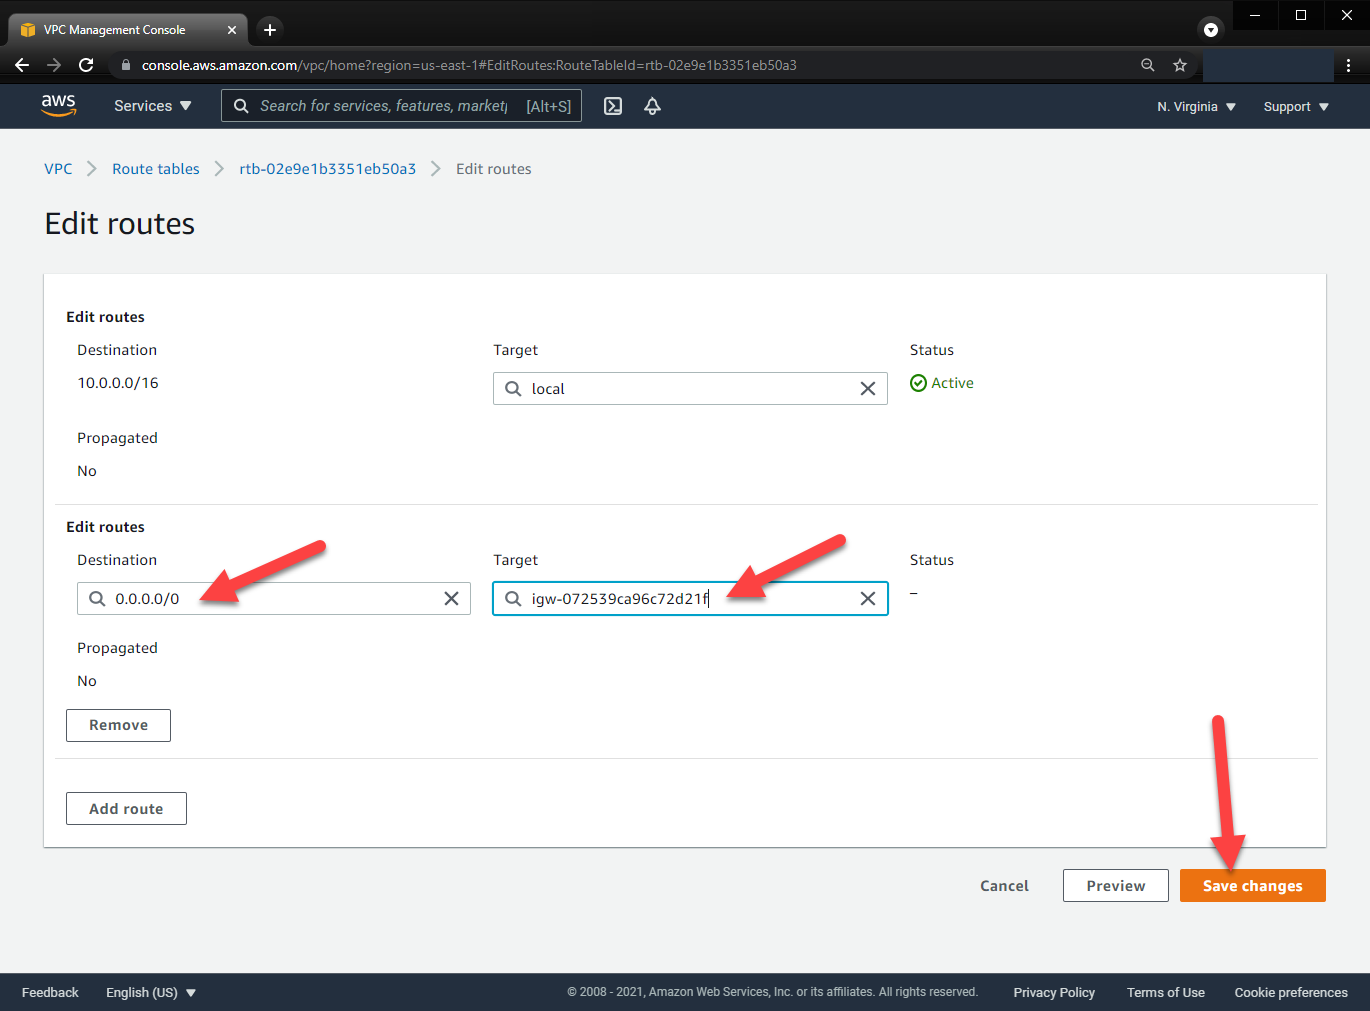 VPC Management Console
console.aws.amazon.com/vpc/home?region=us-east-1#EditRoutes:RouteTableId=rtb-02e9e1b3351eb50a3
aws Services Search for services, features, market [Alt+S] N. Virginia Support
VPC Route tables rtb-02e9e1b3351eb50a3 Edit routes
Edit routes
Edit routes
Destination Target Status
10.0.0.0/16 local Active
Propagated
No
Edit routes
Destination Target Status
0.0.0.0/0 igw-072539ca96c72d21f –
Propagated
No
Remove
Add route
Cancel Preview Save changes
Feedback English (US) © 2008 - 2021, Amazon Web Services, Inc. or its affiliates. All rights reserved. Privacy Policy Terms of Use Cookie preferences